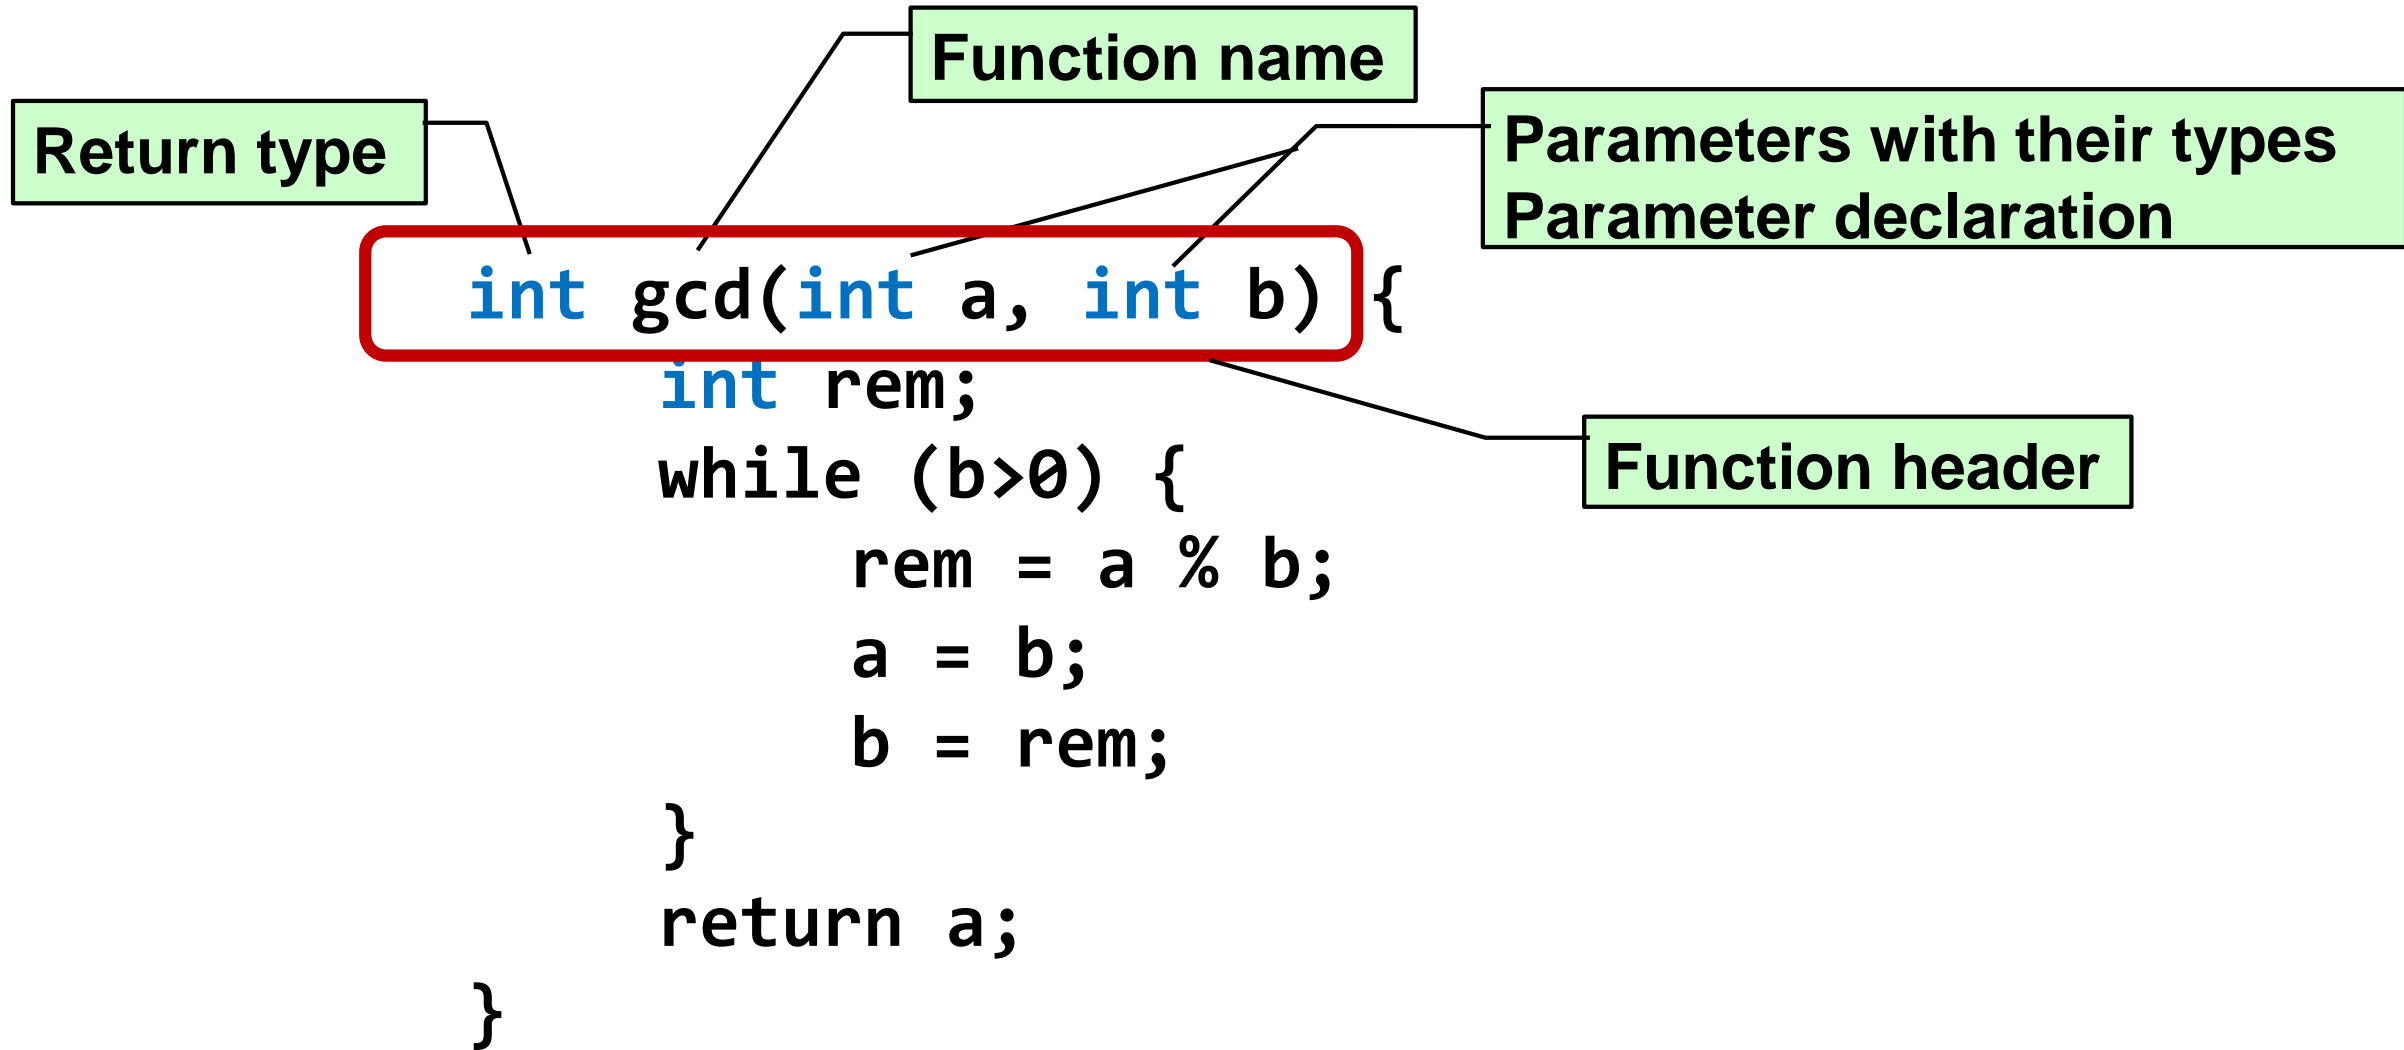 Function name
Return type
Parameters with their types
Parameter declaration
int gcd(int a, int b) {
int rem;
while (b>0) {
rem = a % b;
a = b;
b = rem;
}
return a;
}
Function header